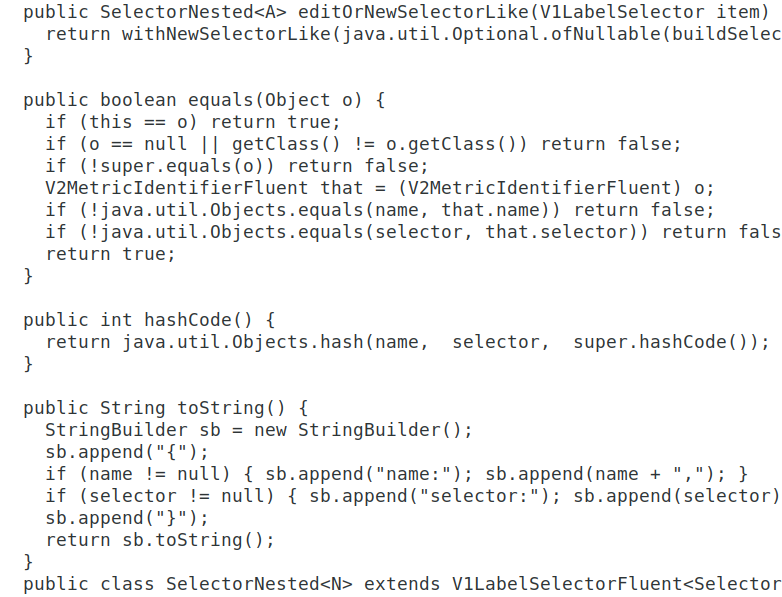 public SelectorNested<A> editOrNewSelectorLike(V1LabelSelector item)
return withNewSelectorLike(java.util.Optional.ofNullable(buildSelec
}
public boolean equals(Object o) {
if (this == o) return true;
if (o == null || getClass() != o.getClass()) return false;
if (!super.equals(o)) return false;
V2MetricIdentifierFluent that = (V2MetricIdentifierFluent) o;
if (!java.util.Objects.equals(name, that.name)) return false;
if (!java.util.Objects.equals(selector, that.selector)) return fals
return true;
}
public int hashCode() {
return java.util.Objects.hash(name,  selector,  super.hashCode());
}
public String toString() {
StringBuilder sb = new StringBuilder();
sb.append("{");
if (name != null) { sb.append("name:"); sb.append(name + ","); }
if (selector != null) { sb.append("selector:"); sb.append(selector)
sb.append("}");
return sb.toString();
}
public class SelectorNested<N> extends V1LabelSelectorFluent<Selector